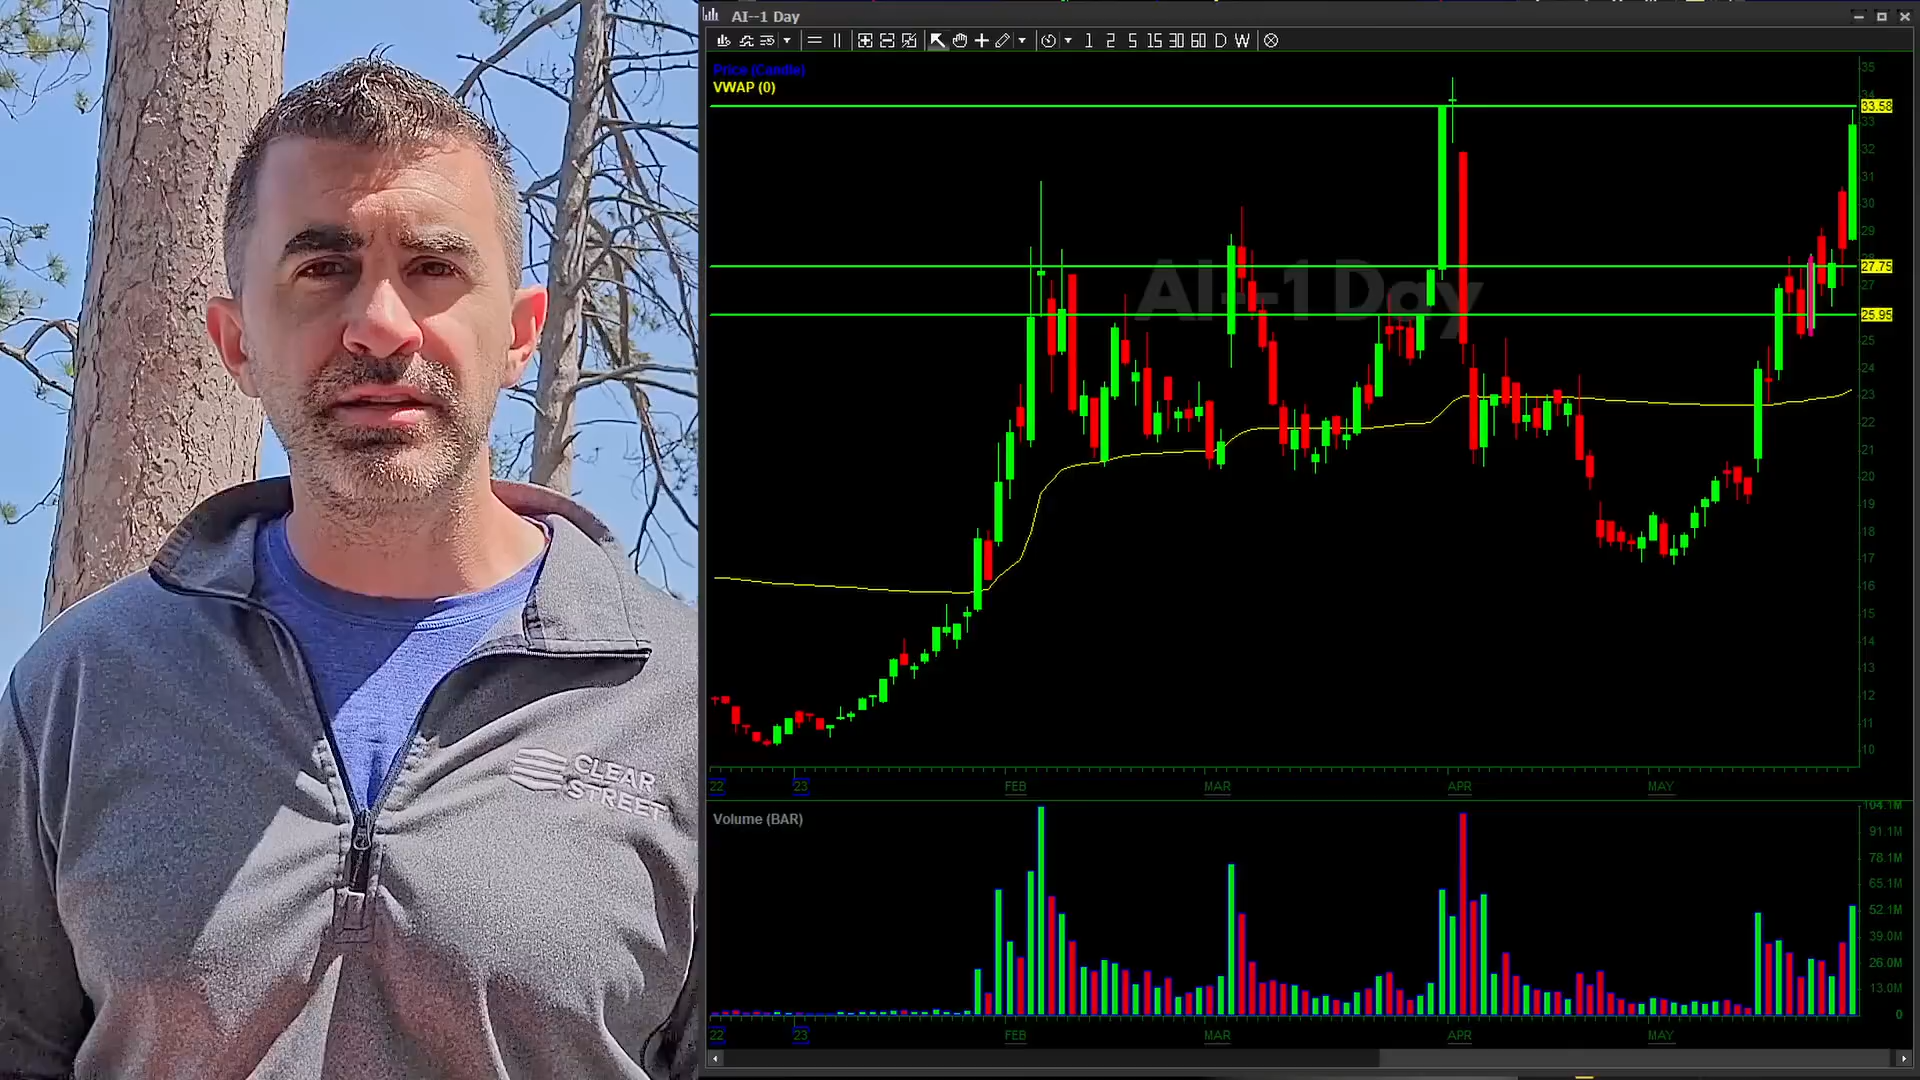 AI--1 Day
1 2 5 15 30 60 D W
Price (Candle)
VWAP (0)
AI--1 Day
35
34
33.58
33
32
31
30
29
27.75
27
25.95
25
24
23
22
21
20
19
18
17
16
15
14
13
12
11
10
22 23 FEB MAR APR MAY
Volume (BAR)
104.1M
91.1M
78.1M
65.1M
52.1M
39.0M
26.0M
13.0M
0
22 23 FEB MAR APR MAY
CLEAR
STREET